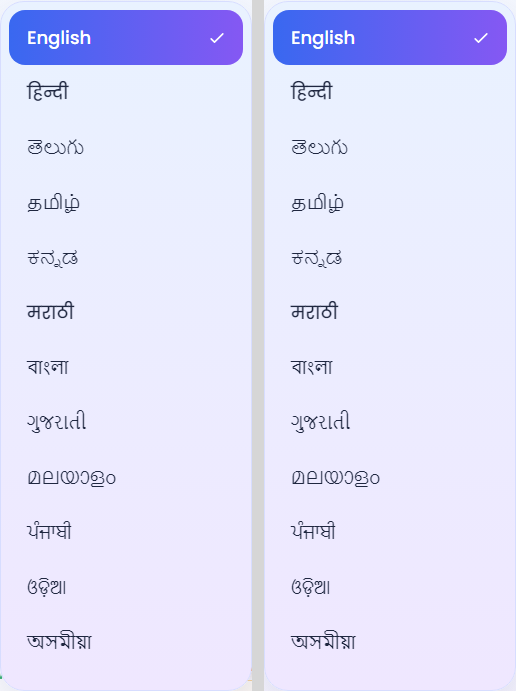 English
हिन्दी
తెలుగు
தமிழ்
ಕನ್ನಡ
मराठी
বাংলা
ગુજરાતી
മലയാളം
ਪੰਜਾਬੀ
ଓଡ଼ିଆ
অসমীয়া
English
हिन्दी
తెలుగు
தமிழ்
ಕನ್ನಡ
मराठी
বাংলা
ગુજરાતી
മലയാളം
ਪੰਜਾਬੀ
ଓଡ଼ିଆ
অসমীয়া